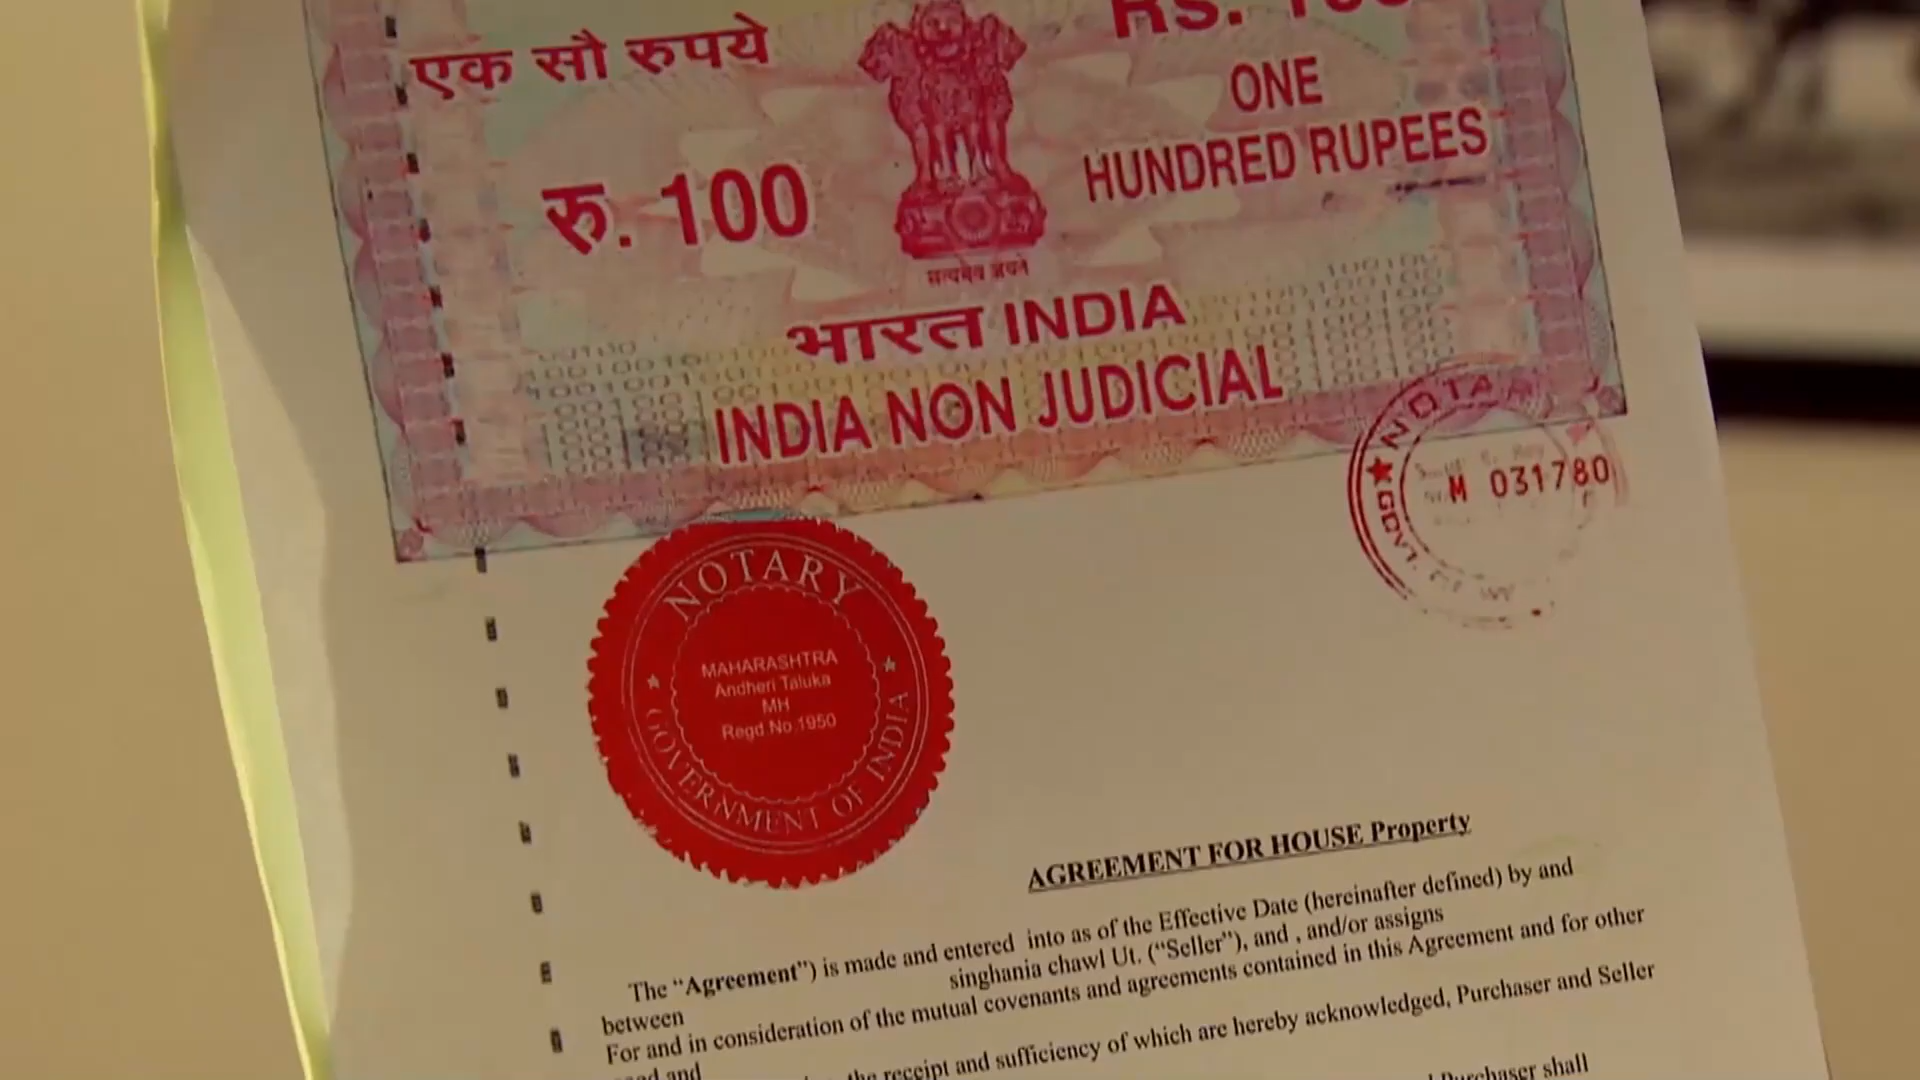 एक सौ रुपये
RS. 100
रु. 100
ONE
HUNDRED RUPEES
सत्यमेव जयते
भारत INDIA
INDIA NON JUDICIAL
NOTAR
GOVT. OF
M 031780
NOTARY
MAHARASHTRA
Andheri Taluka
MH
Regd No.1950
GOVERNMENT OF INDIA
AGREEMENT FOR HOUSE Property
The “Agreement”) is made and entered into as of the Effective Date (hereinafter defined) by and
between
singhania chawl Ut. (“Seller”), and , and/or assigns
For and in consideration of the mutual covenants and agreements contained in this Agreement and for other
and
the receipt and sufficiency of which are hereby acknowledged, Purchaser and Seller
Purchaser shall